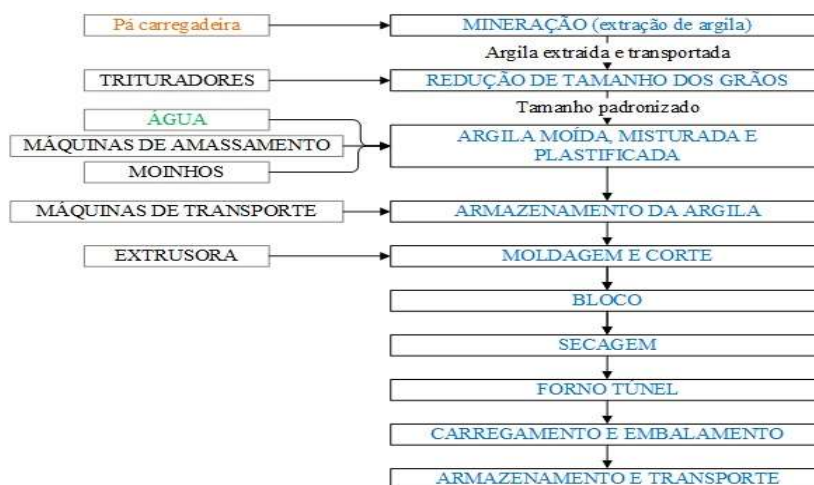 Pá carregadeira
MINERAÇÃO (extração de argila)
Argila extraida e transportada
TRITURADORES
REDUÇÃO DE TAMANHO DOS GRÃOS
Tamanho padronizado
ÁGUA
MÁQUINAS DE AMASSAMENTO
MOINHOS
ARGILA MOÍDA, MISTURADA E
PLASTIFICADA
MÁQUINAS DE TRANSPORTE
ARMAZENAMENTO DA ARGILA
EXTRUSORA
MOLDAGEM E CORTE
BLOCO
SECAGEM
FORNO TÚNEL
CARREGAMENTO E EMBALAMENTO
ARMAZENAMENTO E TRANSPORTE